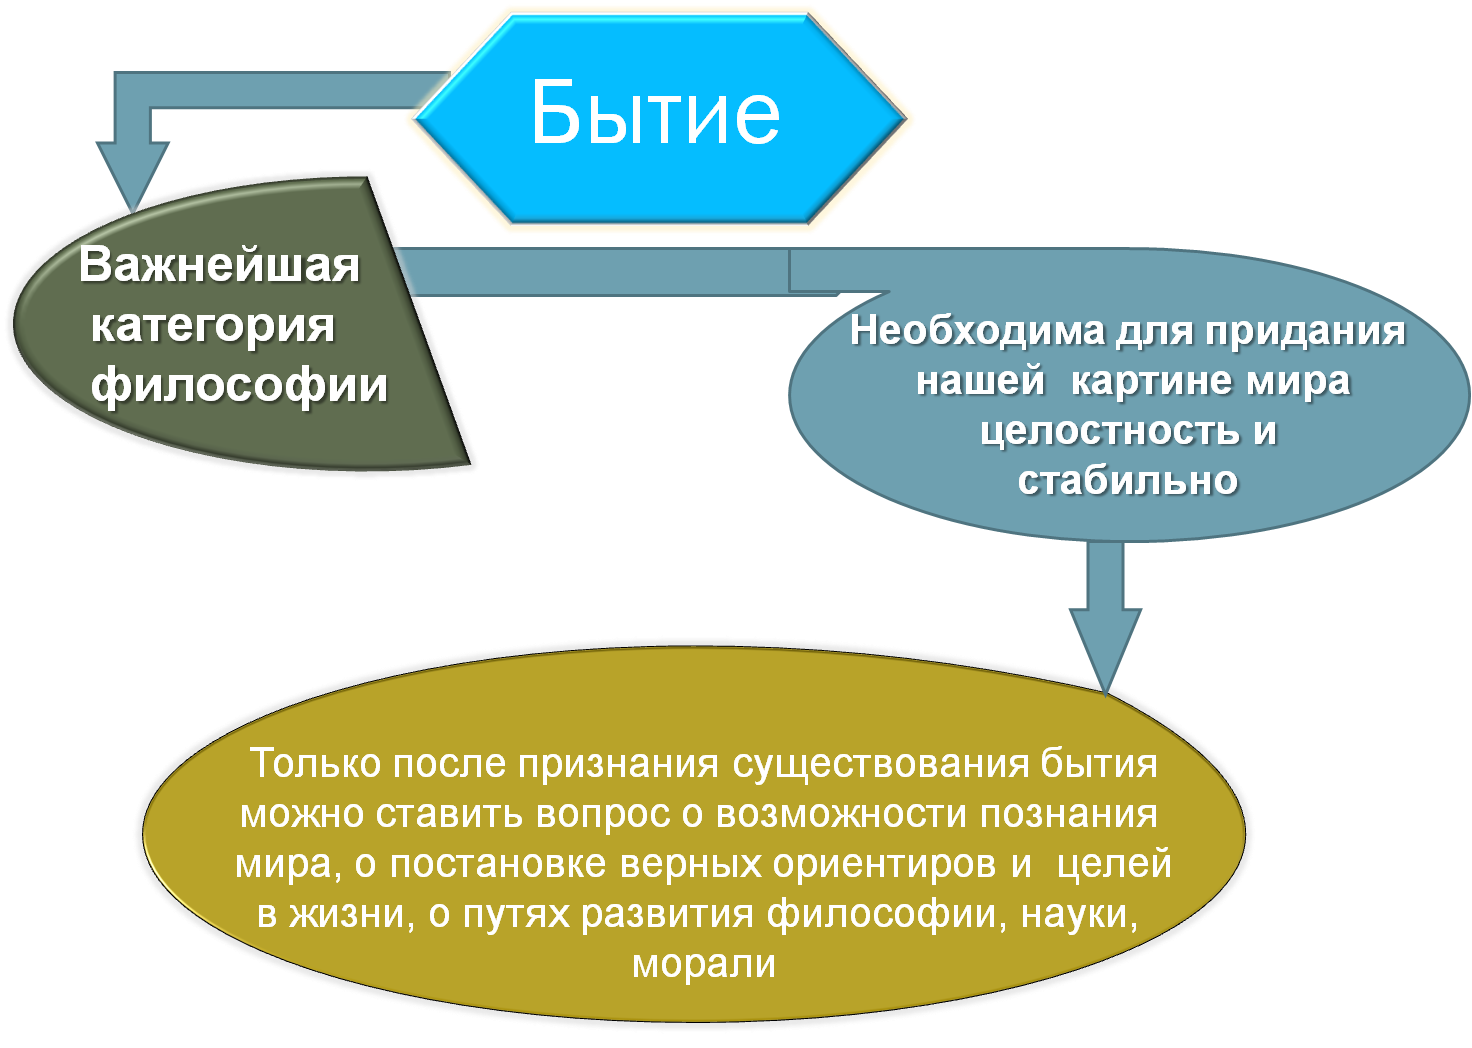 Бытие
Важнейшая
категория
философии
Необходима для придания
нашей картине мира
целостность и
стабильно
Только после признания существования бытия
можно ставить вопрос о возможности познания
мира, о постановке верных ориентиров и целей
в жизни, о путях развития философии, науки,
морали